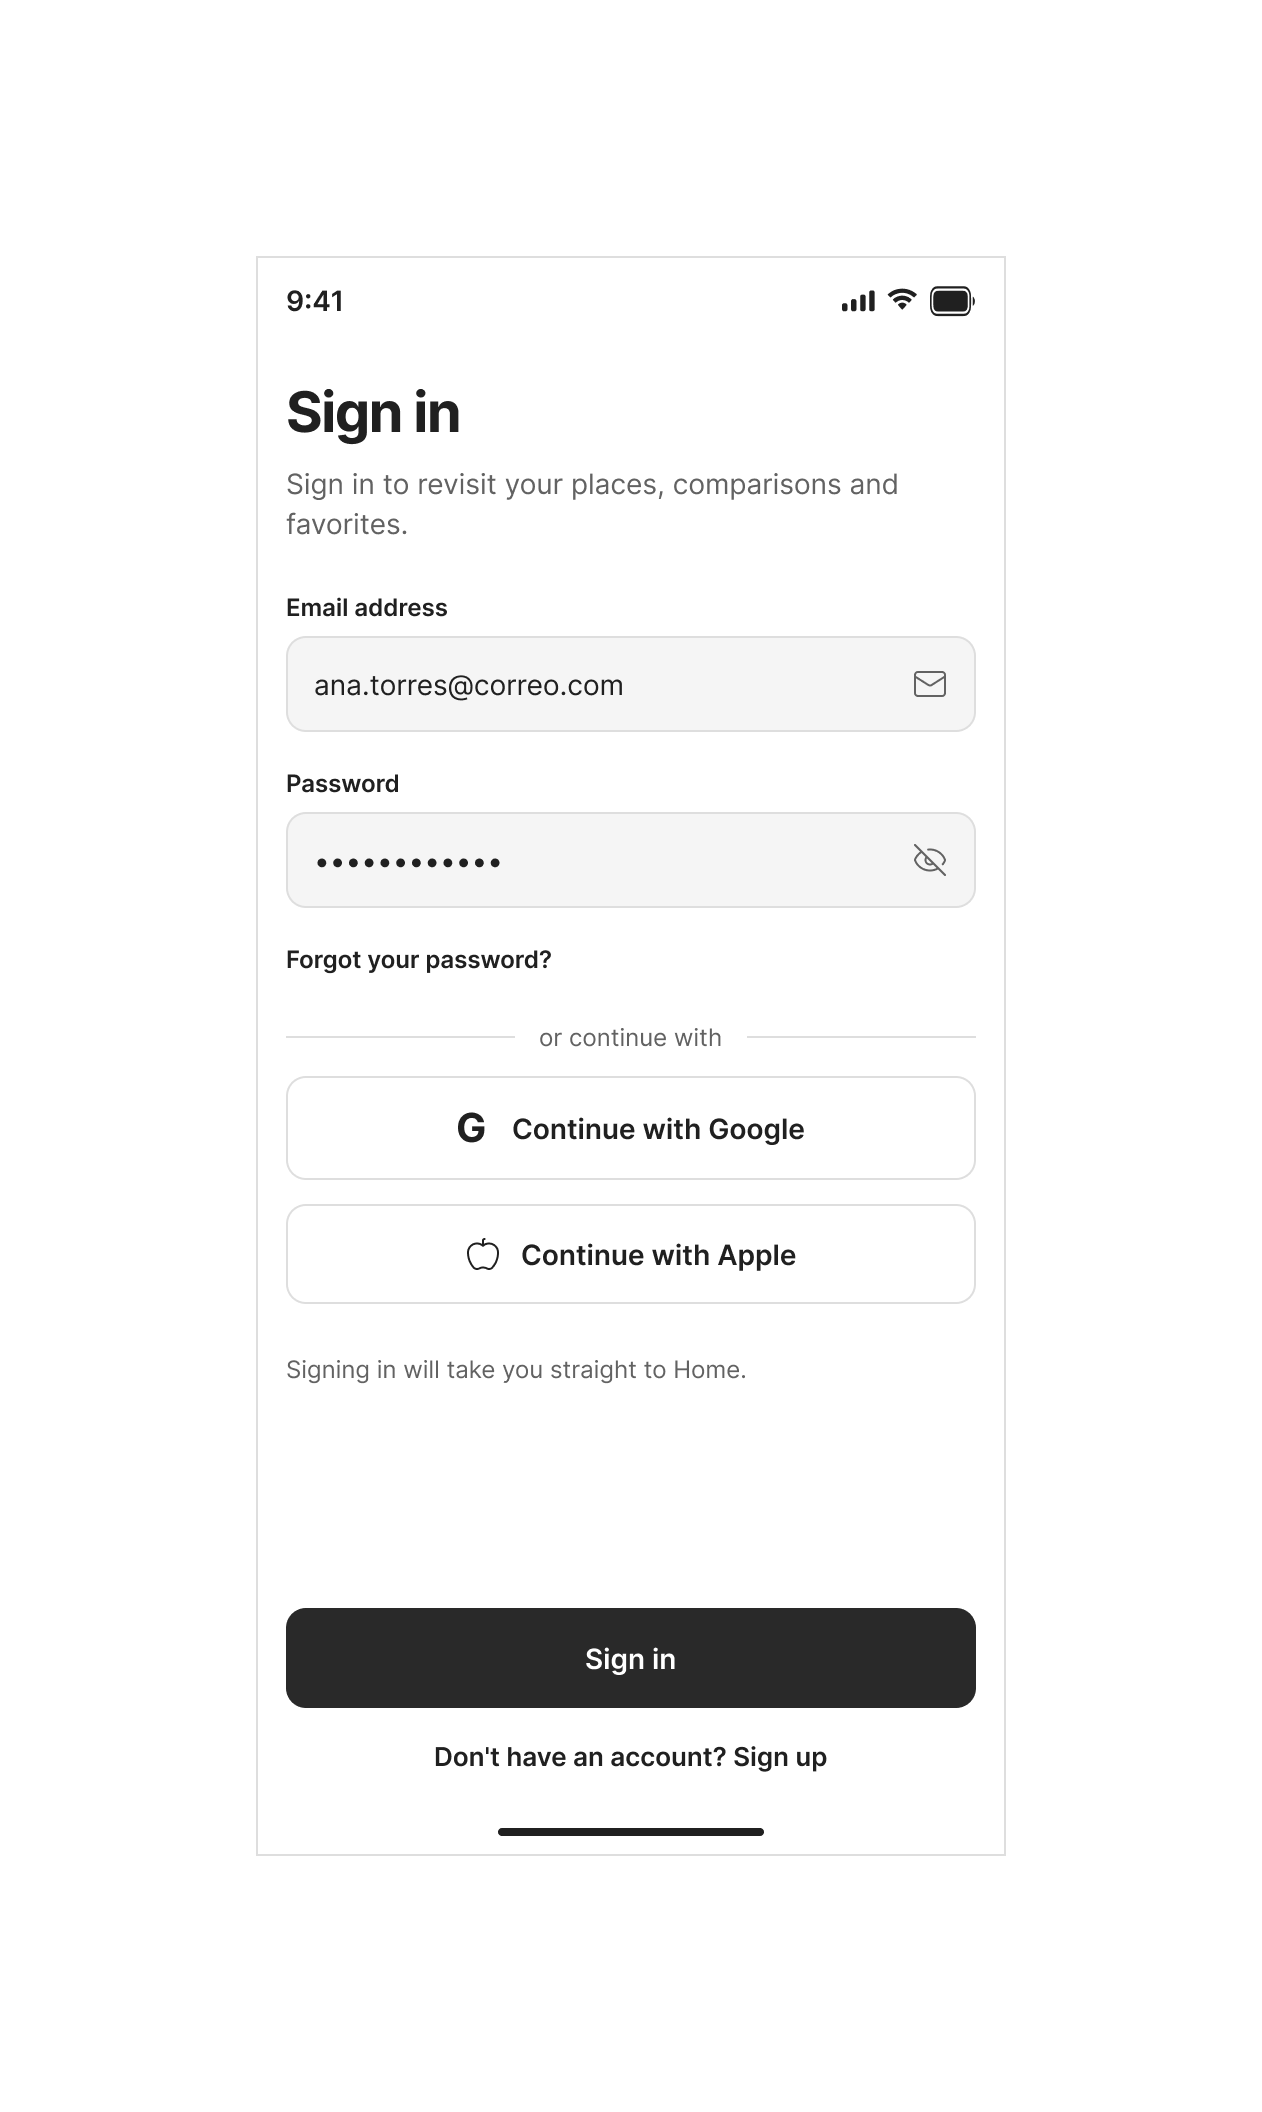 9:41
Sign in
Sign in to revisit your places, comparisons and
favorites.
Email address
ana.torres@correo.com
Password
••••••••••••
Forgot your password?
or continue with
G Continue with Google
Continue with Apple
Signing in will take you straight to Home.
Sign in
Don't have an account? Sign up